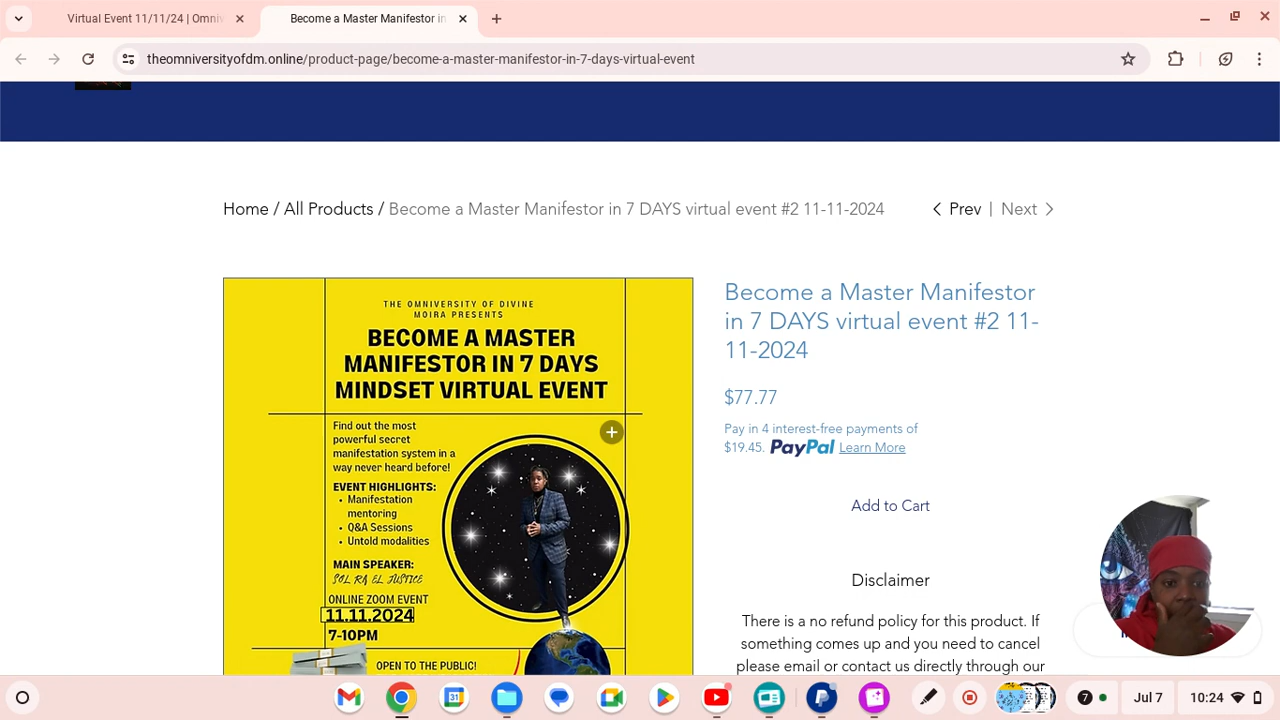 Virtual Event 11/11/24 | Omniv
Become a Master Manifestor in
theomniversityofdm.online/product-page/become-a-master-manifestor-in-7-days-virtual-event
Home / All Products / Become a Master Manifestor in 7 DAYS virtual event #2 11-11-2024
Prev | Next
THE OMNIVERSITY OF DIVINE
MOIRA PRESENTS
BECOME A MASTER
MANIFESTOR IN 7 DAYS
MINDSET VIRTUAL EVENT
Find out the most
powerful secret
manifestation system in a
way never heard before!
EVENT HIGHLIGHTS:
• Manifestation
mentoring
• Q&A Sessions
• Untold modalities
MAIN SPEAKER:
SOL RA EL JUSTICE
ONLINE ZOOM EVENT
11.11.2024
7-10PM
OPEN TO THE PUBLIC!
Become a Master Manifestor
in 7 DAYS virtual event #2 11-
11-2024
$77.77
Pay in 4 interest-free payments of
$19.45. PayPal Learn More
Add to Cart
Disclaimer
There is a no refund policy for this product. If
something comes up and you need to cancel
please email or contact us directly through our
31
7
Jul 7
10:24